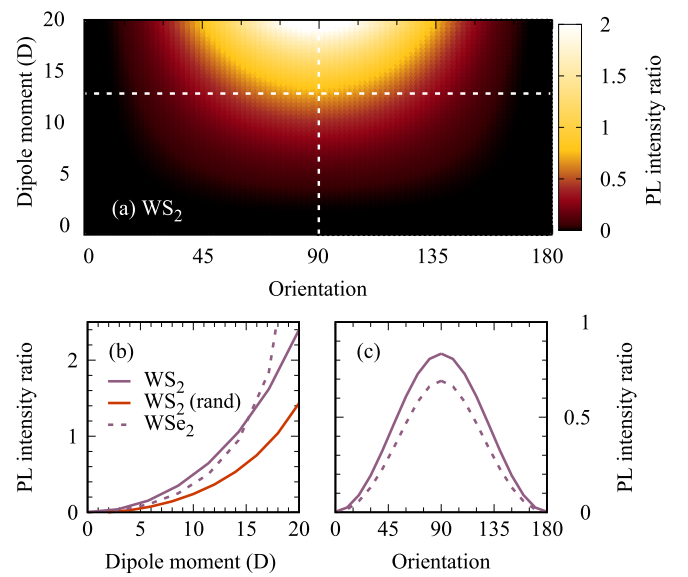 Dipole moment (D)
20
15
10
5
0
(a) WS2
0 45 90 135 180
Orientation
2
1.5
1
0.5
0
PL intensity ratio
PL intensity ratio
2
1
0
(b)
WS2
WS2 (rand)
WSe2
0 5 10 15 20
Dipole moment (D)
(c)
1
0.5
0
PL intensity ratio
0 45 90 135 180
Orientation